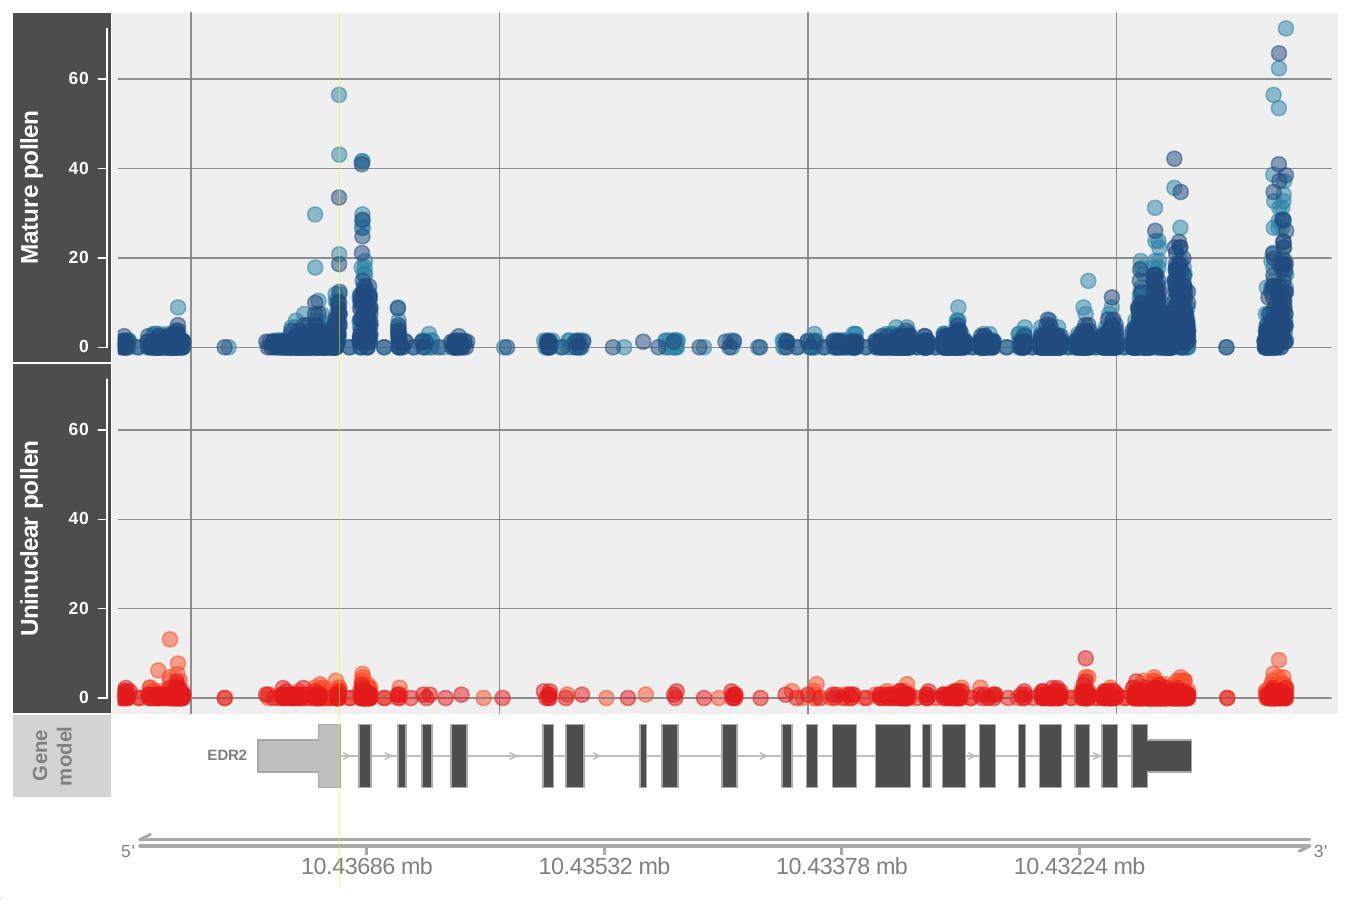 Mature pollen
60
40
20
0
Uninuclear pollen
60
40
20
0
Gene
model
EDR2
5'
3'
10.43686 mb
10.43532 mb
10.43378 mb
10.43224 mb